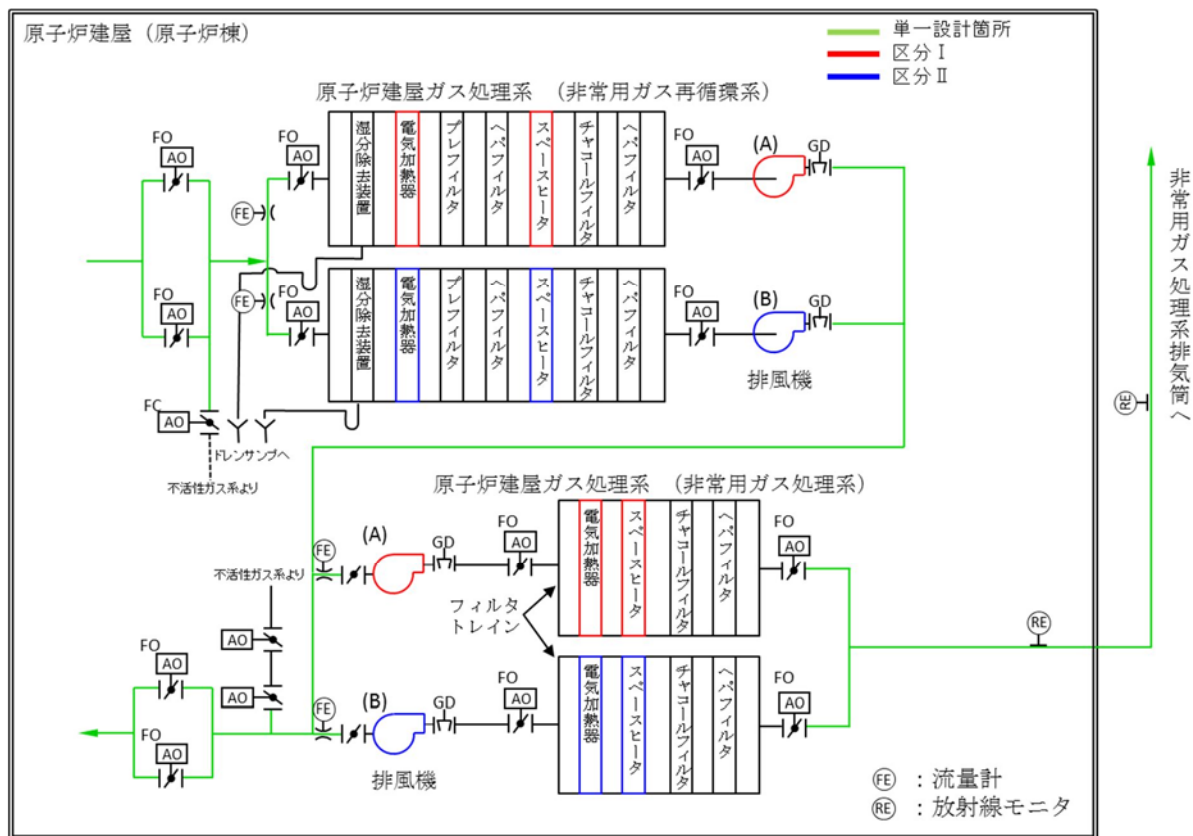 原子炉建屋（原子炉棟）
単一設計箇所
区分Ⅰ
区分Ⅱ
原子炉建屋ガス処理系　（非常用ガス再循環系）
FO
AO
FO
AO
湿分除去装置
電気加熱器
プレフィルタ
ヘパフィルタ
スペースヒータ
チャコールフィルタ
ヘパフィルタ
FO
AO
(A)
GD
FE
FO
AO
FE
FO
AO
湿分除去装置
電気加熱器
プレフィルタ
ヘパフィルタ
スペースヒータ
チャコールフィルタ
ヘパフィルタ
FO
AO
(B)
GD
排風機
FC
AO
ドレンサンプへ
不活性ガス系より
非常用ガス処理系排気筒へ
RE
原子炉建屋ガス処理系　（非常用ガス処理系）
FE
(A)
GD
FO
AO
電気加熱器
スペースヒータ
チャコールフィルタ
ヘパフィルタ
FO
AO
不活性ガス系より
AO
AO
フィルタ
トレイン
RE
FO
AO
FO
AO
FE
(B)
GD
排風機
FO
AO
電気加熱器
スペースヒータ
チャコールフィルタ
ヘパフィルタ
FO
AO
FE ：流量計
RE ：放射線モニタ